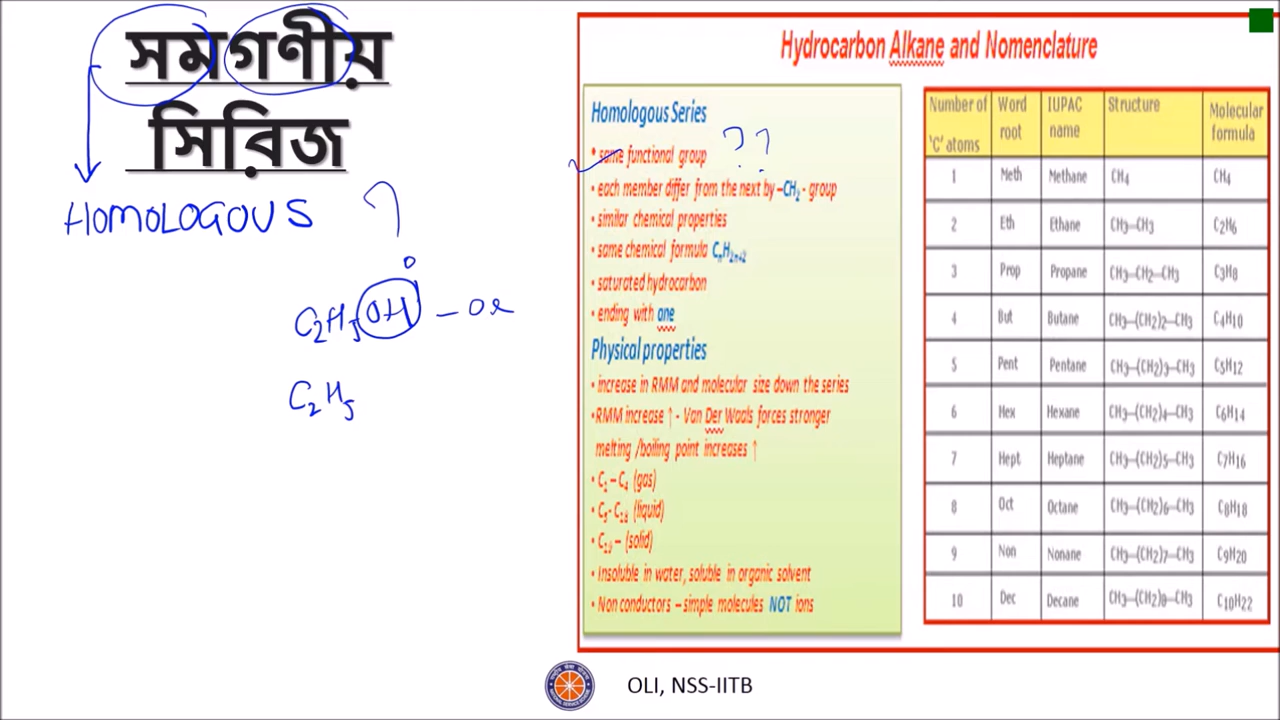 সমগণীয়
সিরিজ
HOMOLOGOUS ?
C₂H₅OH
C₂H₅
Hydrocarbon Alkane and Nomenclature
Homologous Series
• same functional group ??
• each member differ from the next by –CH₂ - group
• similar chemical properties
• same chemical formula CnH2n+2
• saturated hydrocarbon
• ending with one
Physical properties
• increase in RMM and molecular size down the series
• RMM increase ↑ - Van Der Waals forces stronger
melting /boiling point increases ↑
• C₁ – C₄ (gas)
• (liquid)
• (solid)
• Insoluble in water, soluble in organic solvent
• Non conductors – simple molecules NOT ions
Number of 'C' atoms Word root IUPAC name Structure Molecular formula
1 Meth Methane CH₄ CH₄
2 Eth Ethane CH₃–CH₃ C₂H₆
3 Prop Propane CH₃–CH₂–CH₃ C₃H₈
4 But Butane CH₃–(CH₂)₂–CH₃ C₄H₁₀
5 Pent Pentane CH₃–(CH₂)₃–CH₃ C₅H₁₂
6 Hex Hexane CH₃–(CH₂)₄–CH₃ C₆H₁₄
7 Hept Heptane CH₃–(CH₂)₅–CH₃ C₇H₁₆
8 Oct Octane CH₃–(CH₂)₆–CH₃ C₈H₁₈
9 Non Nonane CH₃–(CH₂)₇–CH₃ C₉H₂₀
10 Dec Decane CH₃–(CH₂)₈–CH₃ C₁₀H₂₂
OLI, NSS-IITB